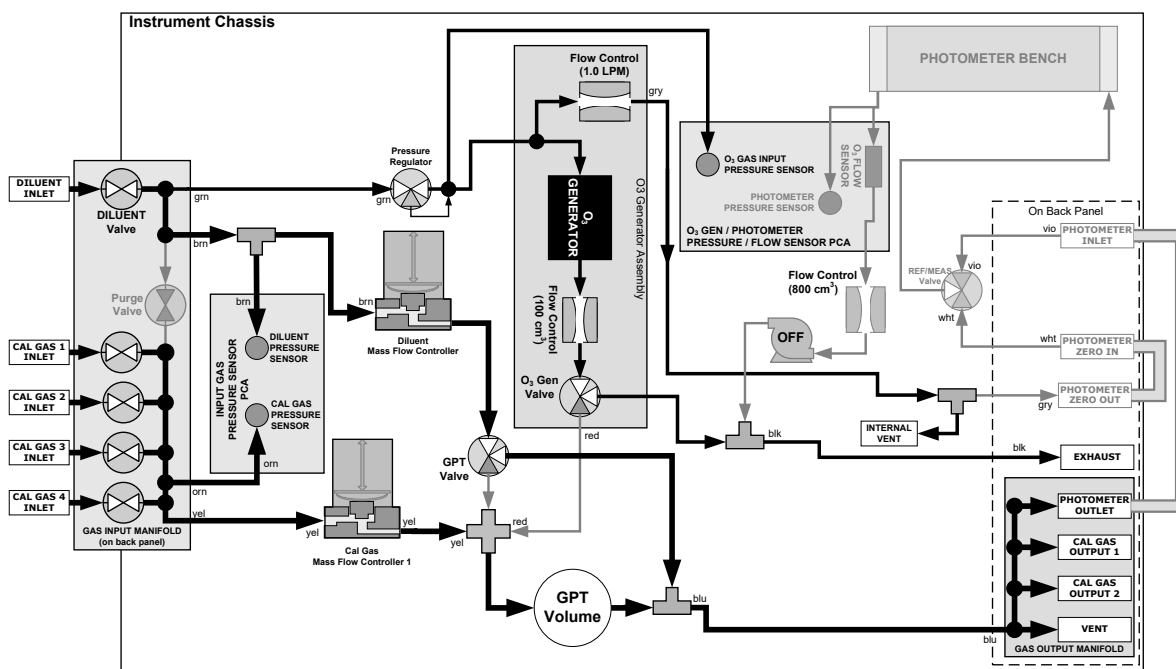 Instrument Chassis
Flow Control
(1.0 LPM)
gry
PHOTOMETER BENCH
Pressure
Regulator
grn
O3 GENERATOR
O3 Generator Assembly
O3 GAS INPUT
PRESSURE SENSOR
PHOTOMETER
PRESSURE SENSOR
O3 FLOW
SENSOR
O3 GEN / PHOTOMETER
PRESSURE / FLOW SENSOR PCA
DILUENT
INLET
DILUENT
Valve
grn
brn
Purge
Valve
CAL GAS 1
INLET
CAL GAS 2
INLET
CAL GAS 3
INLET
CAL GAS 4
INLET
GAS INPUT MANIFOLD
(on back panel)
brn
DILUENT
PRESSURE
SENSOR
CAL GAS
PRESSURE
SENSOR
INPUT GAS
PRESSURE SENSOR
PCA
orn
orn
yel
yel
brn
Diluent
Mass Flow Controller
Flow Control
(100 cm3)
O3 Gen
Valve
red
GPT
Valve
yel
yel
red
Cal Gas
Mass Flow Controller 1
GPT
Volume
blu
blu
Flow Control
(800 cm3)
OFF
blk
blk
INTERNAL
VENT
gry
On Back Panel
vio
vio
REF/MEAS
Valve
wht
wht
PHOTOMETER
INLET
PHOTOMETER
ZERO IN
PHOTOMETER
ZERO OUT
EXHAUST
PHOTOMETER
OUTLET
CAL GAS
OUTPUT 1
CAL GAS
OUTPUT 2
VENT
GAS OUTPUT MANIFOLD